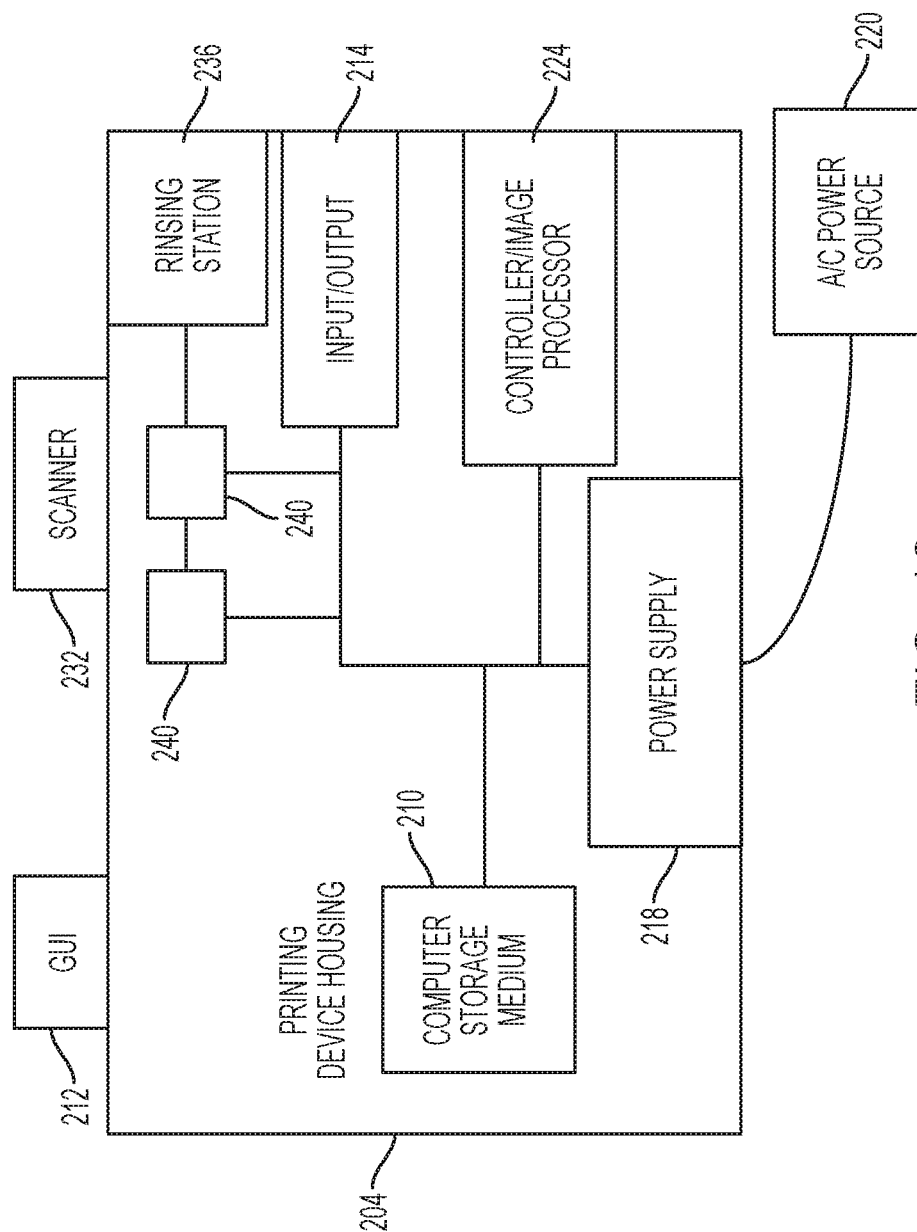 GUI
212
SCANNER
232
RINSING
STATION
236
240
240
INPUT/OUTPUT
214
PRINTING
DEVICE HOUSING
COMPUTER
STORAGE
MEDIUM
210
CONTROLLER/IMAGE
PROCESSOR
224
POWER SUPPLY
218
204
A/C POWER
SOURCE
220